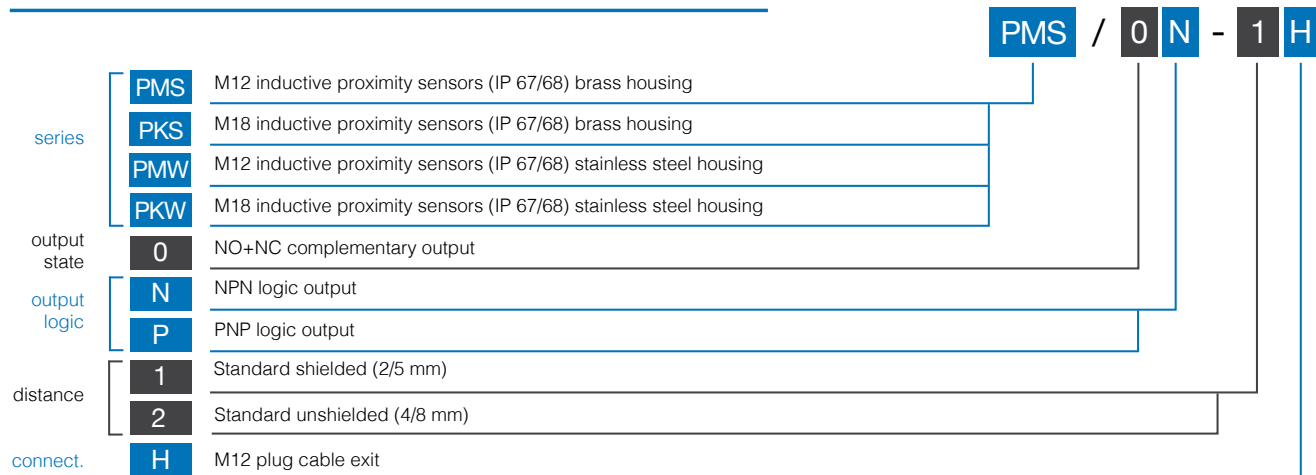 PMS / 0 N - 1 H
PMS M12 inductive proximity sensors (IP 67/68) brass housing
series
PKS M18 inductive proximity sensors (IP 67/68) brass housing
PMW M12 inductive proximity sensors (IP 67/68) stainless steel housing
PKW M18 inductive proximity sensors (IP 67/68) stainless steel housing
output
state
0 NO+NC complementary output
output
logic
N NPN logic output
P PNP logic output
distance
1 Standard shielded (2/5 mm)
2 Standard unshielded (4/8 mm)
connect. H M12 plug cable exit